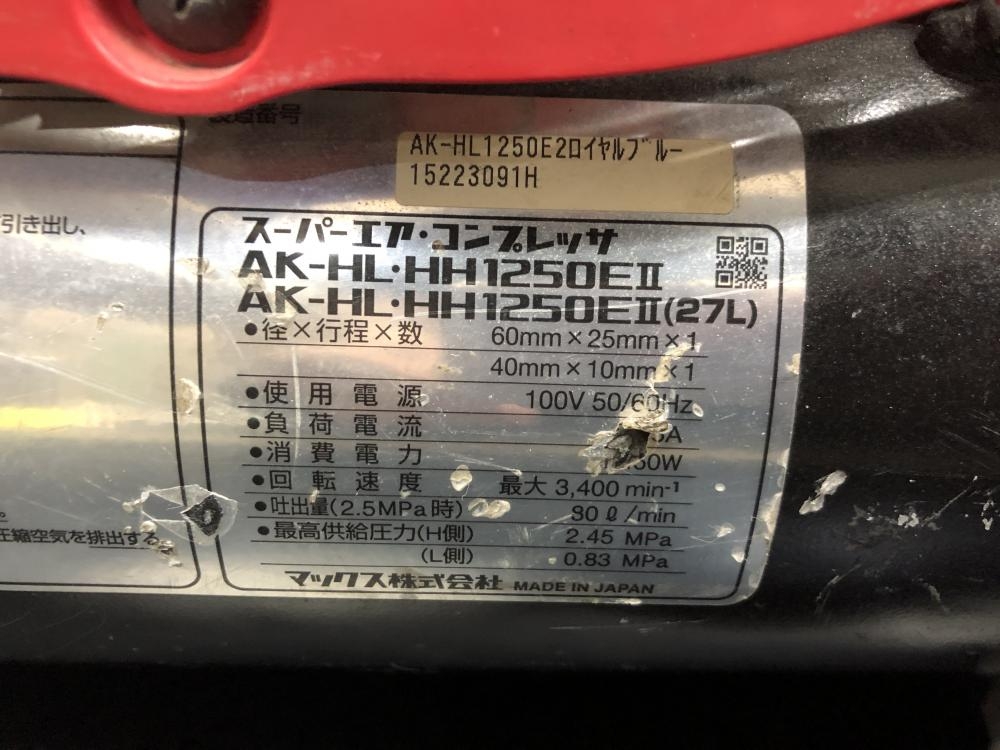 製造番号
AK-HL1250E2ロイヤルブルー
15223091H
引き出し、
スーパーエア・コンプレッサ
AK-HL・HH1250EⅡ
AK-HL・HH1250EⅡ(27L)
●径×行程×数 60mm×25mm×1
40mm×10mm×1
●使用電源 100V 50/60Hz
●負荷電流 A
●消費電力 W
●回転速度 最大 3,400 min⁻¹
●吐出量(2.5MPa時) 80ℓ/min
●最高供給圧力(H側) 2.45 MPa
(L側) 0.83 MPa
圧縮空気を排出する
マックス株式会社 MADE IN JAPAN